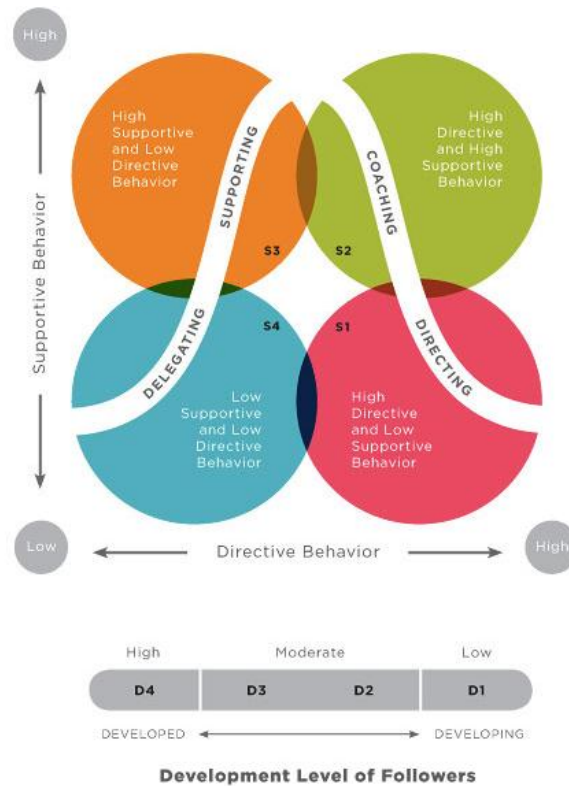 High
Supportive Behavior
Low
High
Supportive
and Low
Directive
Behavior
SUPPORTING
S3
High
Directive
and High
Supportive
Behavior
COACHING
S2
DELEGATING
S4
Low
Supportive
and Low
Directive
Behavior
S1
DIRECTING
High
Directive
and Low
Supportive
Behavior
Directive Behavior
High
High
Moderate
Low
D4
D3
D2
D1
DEVELOPED
DEVELOPING
Development Level of Followers